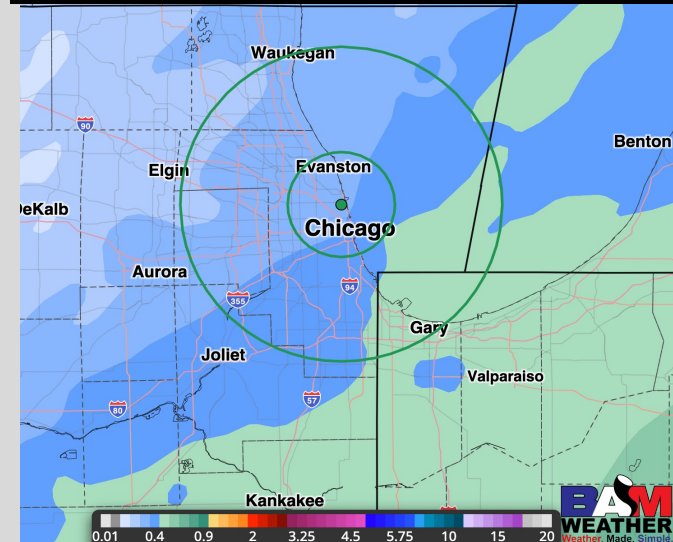 Waukegan
90
Benton
Evanston
Elgin
DeKalb
Chicago
Aurora
94
355
Gary
Joliet
Valparaiso
57
80
Kankakee
BAM
WEATHER
Weather. Made. Simple.
0.01 0.4 0.9 2 3.25 4.5 5.75 10 15 20